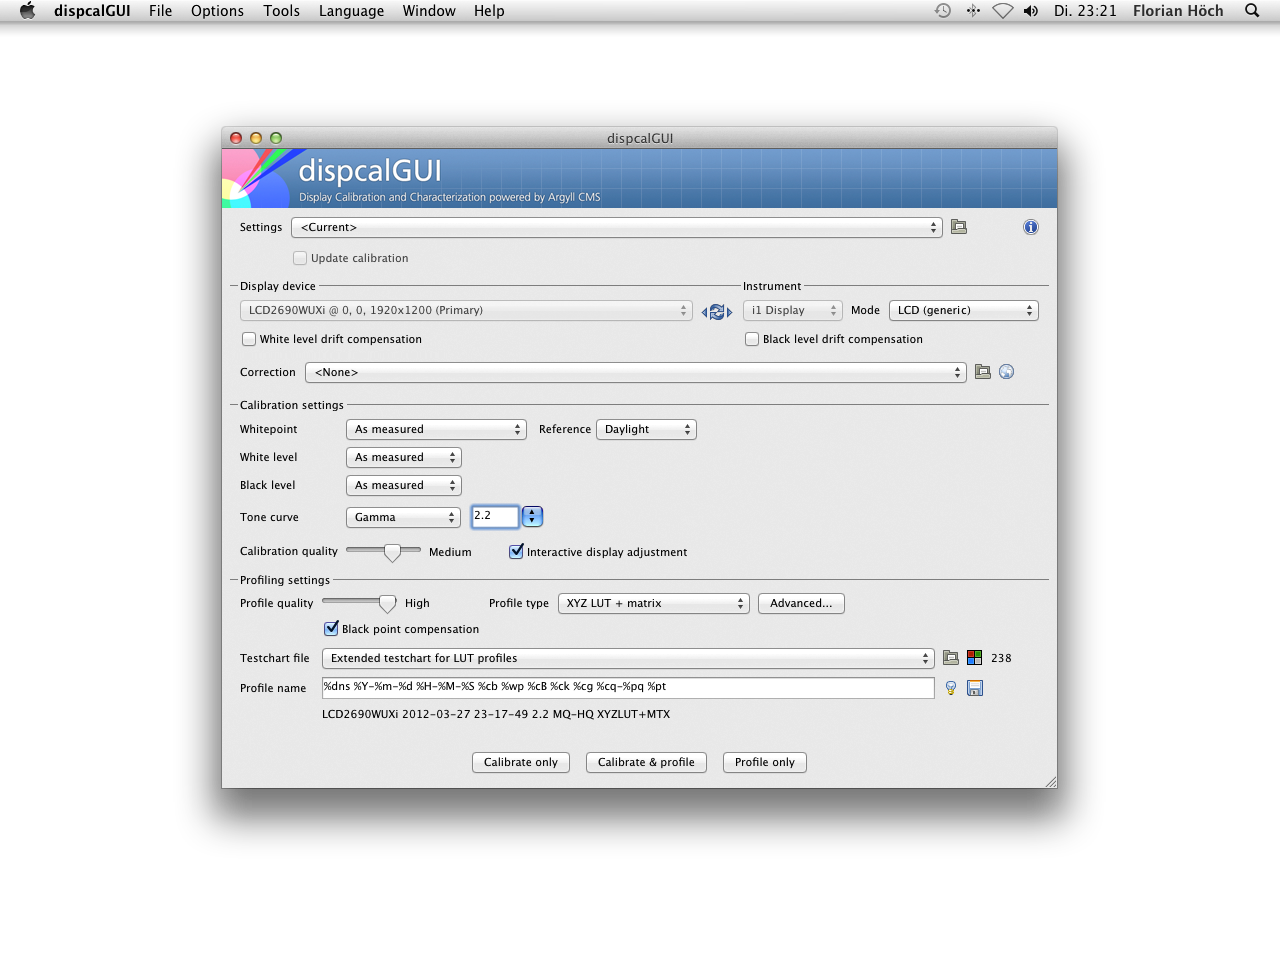 dispcalGUI File Options Tools Language Window Help Di. 23:21 Florian Höch
dispcalGUI
dispcalGUI
Display Calibration and Characterization powered by Argyll CMS
Settings <Current>
Update calibration
Display device Instrument
LCD2690WUXi @ 0, 0, 1920x1200 (Primary) i1 Display Mode LCD (generic)
White level drift compensation Black level drift compensation
Correction <None>
Calibration settings
Whitepoint As measured Reference Daylight
White level As measured
Black level As measured
Tone curve Gamma 2.2
Calibration quality Medium Interactive display adjustment
Profiling settings
Profile quality High Profile type XYZ LUT + matrix Advanced...
Black point compensation
Testchart file Extended testchart for LUT profiles 238
Profile name %dns %Y-%m-%d %H-%M-%S %cb %wp %cB %ck %cg %cq-%pq %pt
LCD2690WUXi 2012-03-27 23-17-49 2.2 MQ-HQ XYZLUT+MTX
Calibrate only Calibrate & profile Profile only